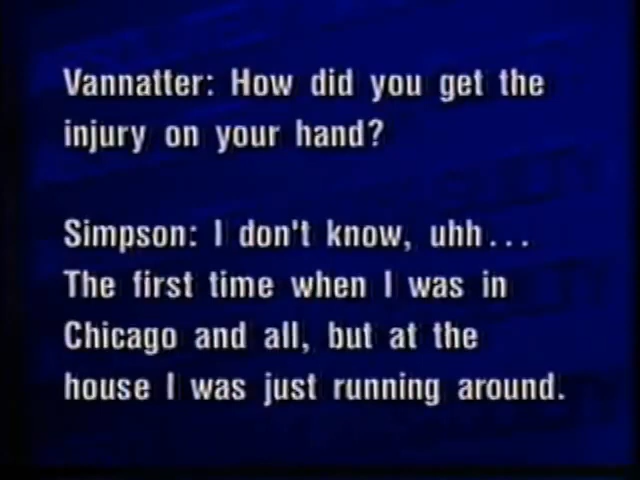 Vannatter: How did you get the
injury on your hand?
Simpson: I don't know, uhh...
The first time when I was in
Chicago and all, but at the
house I was just running around.